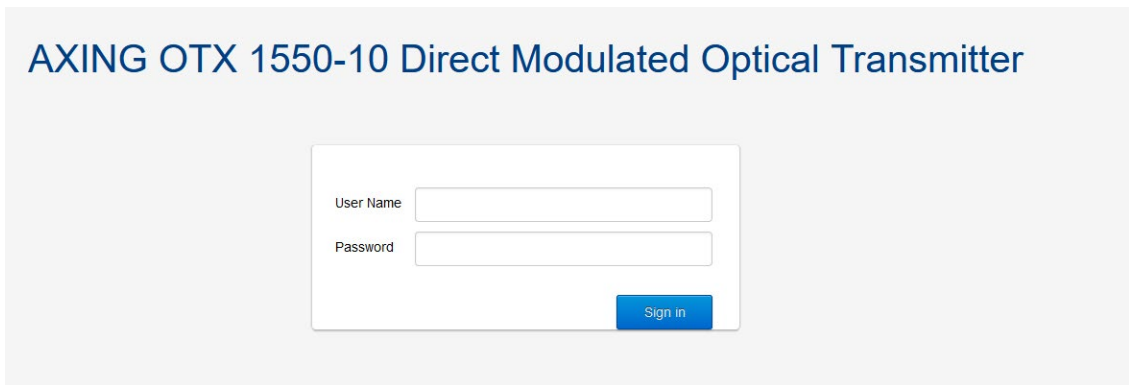 AXING OTX 1550-10 Direct Modulated Optical Transmitter
User Name
Password
Sign in